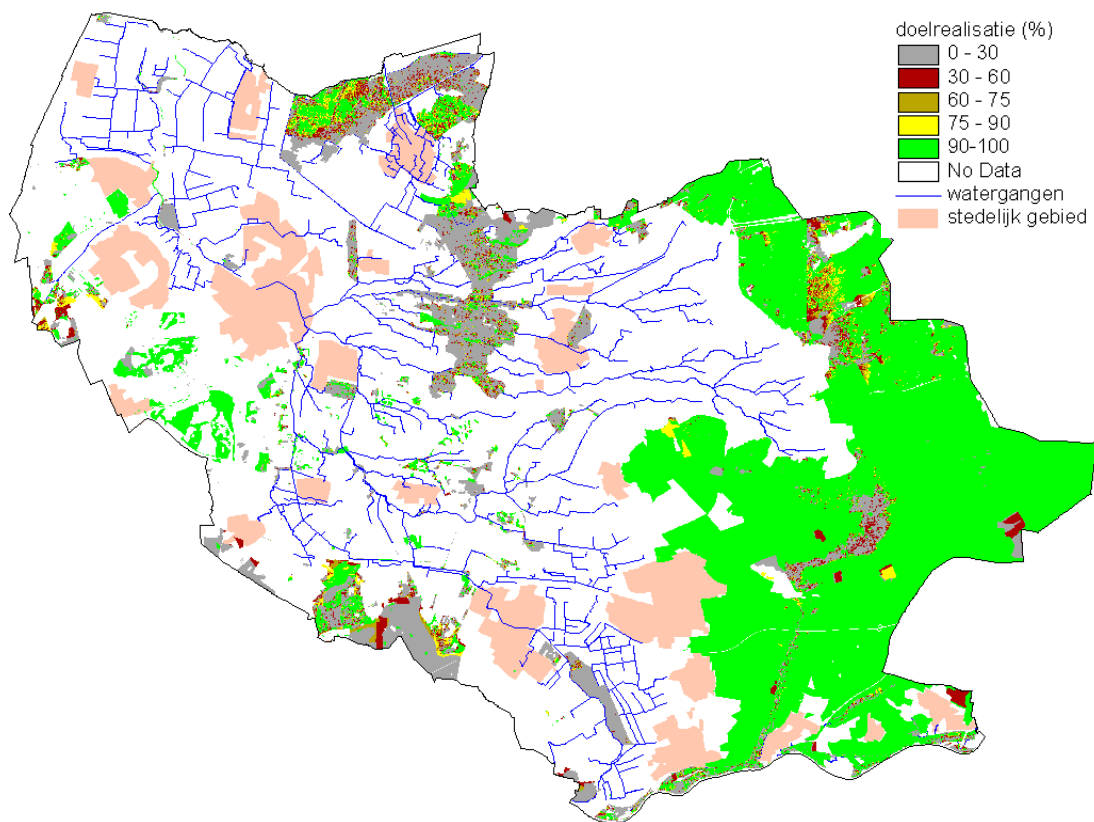 doelrealisatie (%)
0 - 30
30 - 60
60 - 75
75 - 90
90-100
No Data
watergangen
stedelijk gebied